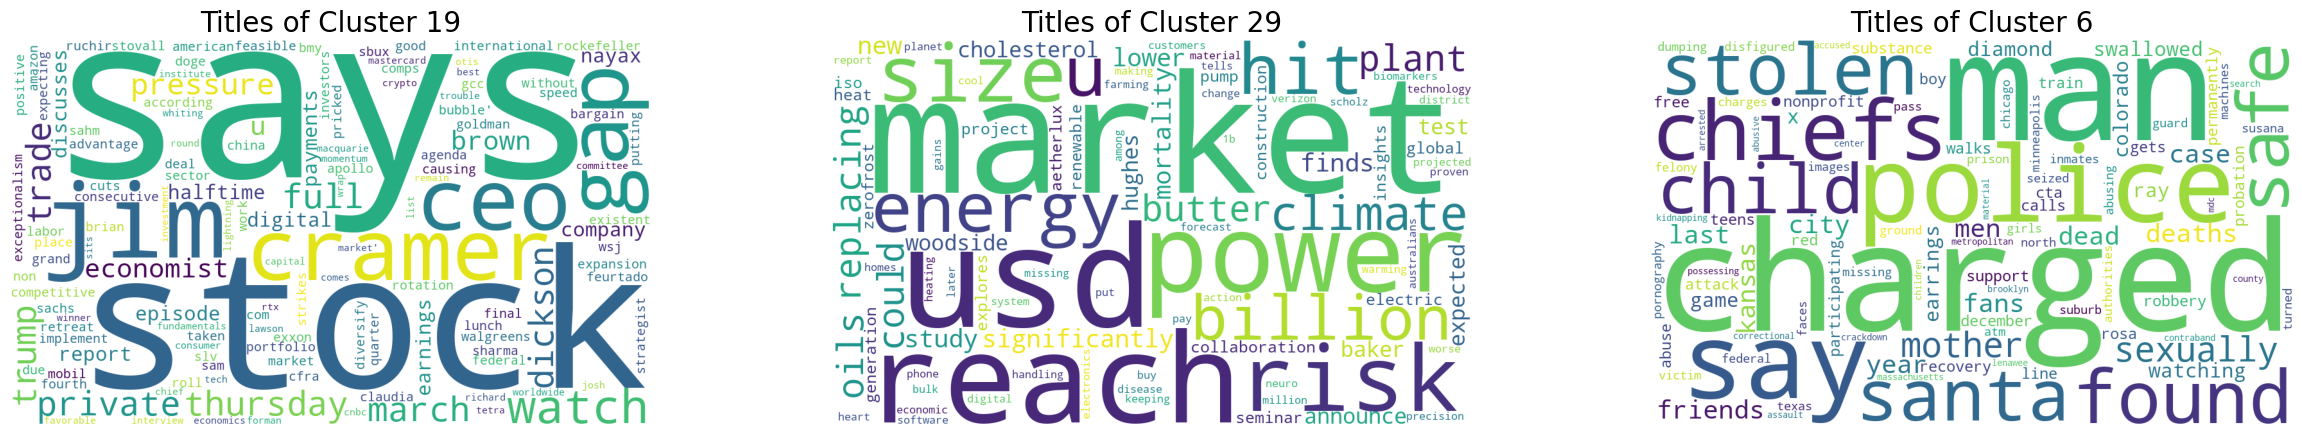 Titles of Cluster 19
ruchir stovall american feasible bmy sbux good international rockefeller
positive amazon expecting discusses doge institute mastercard best comps crypto investors nayax
says
pressure according whiting payments pricked trouble bubble' gcc without speed bargain
gap
sahm advantage round u china macquarie momentum goldman brown putting
trade deal sector apollo agenda causing committee
exceptionalism cuts consecutive halftime full wrap remain
jim ceo
labor place grand brian sits work digital investment lightning list existent company wsj
non economist cramer market' capital comes expansion feurtado
competitive strikes rotation dickson
stock
sachs winner retreat implement report episode fundamentals taken com lawson rtx portfolio market diversify quarter earnings final lunch walgreens sharma federal strategist
trump due mobil fourth consumer slv sam tech exxon cfra roll chief claudia cnbc richard tetra worldwide josh
private thursday march watch
favorable interview economics forman
Titles of Cluster 29
new planet cholesterol customers material
report cool size u lower making tells plant
hit
iso heat pump farming change biomarkers technology district
market
zerofrost replacing project aetherlux renewable hughes mortality among 1b construction verizon scholz test
gains finds insights global projected proven
energy butter climate
oils could woodside forecast
homes heating later missing explores usd power australians
system put warming
action electric expected
generation study significantly pay billion
phone bulk handling collaboration baker worse
reach risk
heart economic software digital electronics buy disease keeping neuro million seminar announce precision
Titles of Cluster 6
dumping disfigured accused substance diamond swallowed
stolen man safe
boy train search
free charges nonprofit pass chicago colorado permanently machines
chiefs x minneapolis guard
arrested abusive center walks gets case susana
felony images prison inmates
child police
seized cta calls abusing ray probation mdc
kidnapping teens city material girls
last red ground men metropolitan north dead deaths
charged
pornography possessing kansas participating missing earnings brooklyn support children authorities county
attack game fans robbery
faces december suburb atm
correctional crackdown contraband lenawee turned
abuse say mother rosa sexually
victim federal year recovery massachusetts line watching
friends texas assault santa found